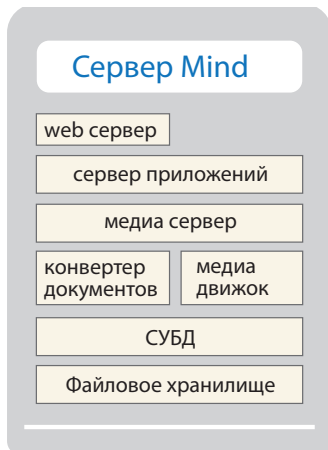 Сервер Mind
web сервер
сервер приложений
медиа сервер
конвертер
документов
медиа
движок
СУБД
Файловое хранилище